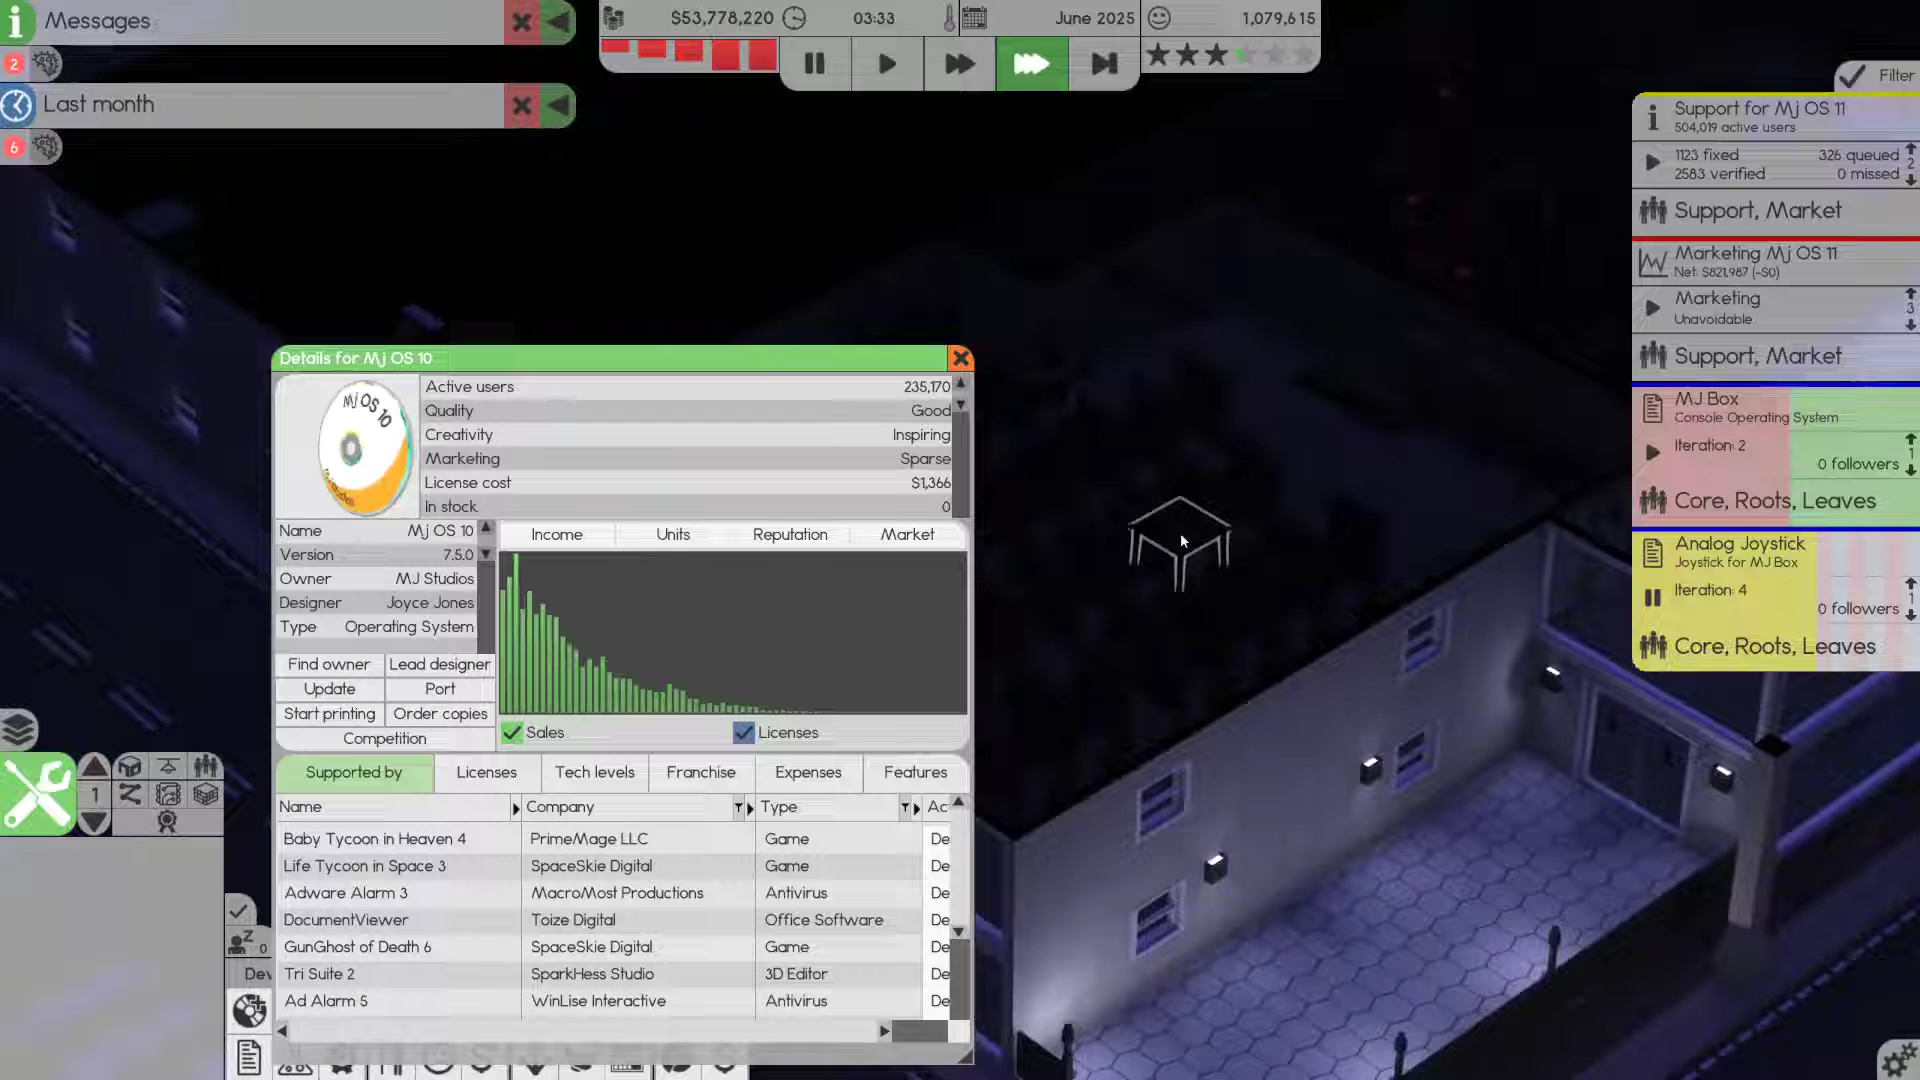 Messages
2
Last month
6
$53,778,220
03:33
June 2025
1,079,615
Filter
Support for Mj OS 11
504,019 active users
1123 fixed
326 queued
2583 verified
0 missed
2
Support, Market
Marketing Mj OS 11
Net: $821,987 (-$0)
Marketing
Unavoidable
3
Support, Market
MJ Box
Console Operating System
Iteration: 2
0 followers
1
Core, Roots, Leaves
Analog Joystick
Joystick for MJ Box
Iteration: 4
0 followers
1
Core, Roots, Leaves
Details for Mj OS 10
Mj OS 10
Active users 235,170
Quality Good
Creativity Inspiring
Marketing Sparse
License cost $1,366
In stock 0
Name Mj OS 10
Version 7.5.0
Owner MJ Studios
Designer Joyce Jones
Type Operating System
Find owner Lead designer
Update Port
Start printing Order copies
Competition
Income Units Reputation Market
Sales Licenses
Supported by Licenses Tech levels Franchise Expenses Features
Name Company Type Ac
Baby Tycoon in Heaven 4 PrimeMage LLC Game De
Life Tycoon in Space 3 SpaceSkie Digital Game De
Adware Alarm 3 MacroMost Productions Antivirus De
DocumentViewer Toize Digital Office Software De
GunGhost of Death 6 SpaceSkie Digital Game De
Tri Suite 2 SparkHess Studio 3D Editor De
Ad Alarm 5 WinLise Interactive Antivirus De
1
0
Dev